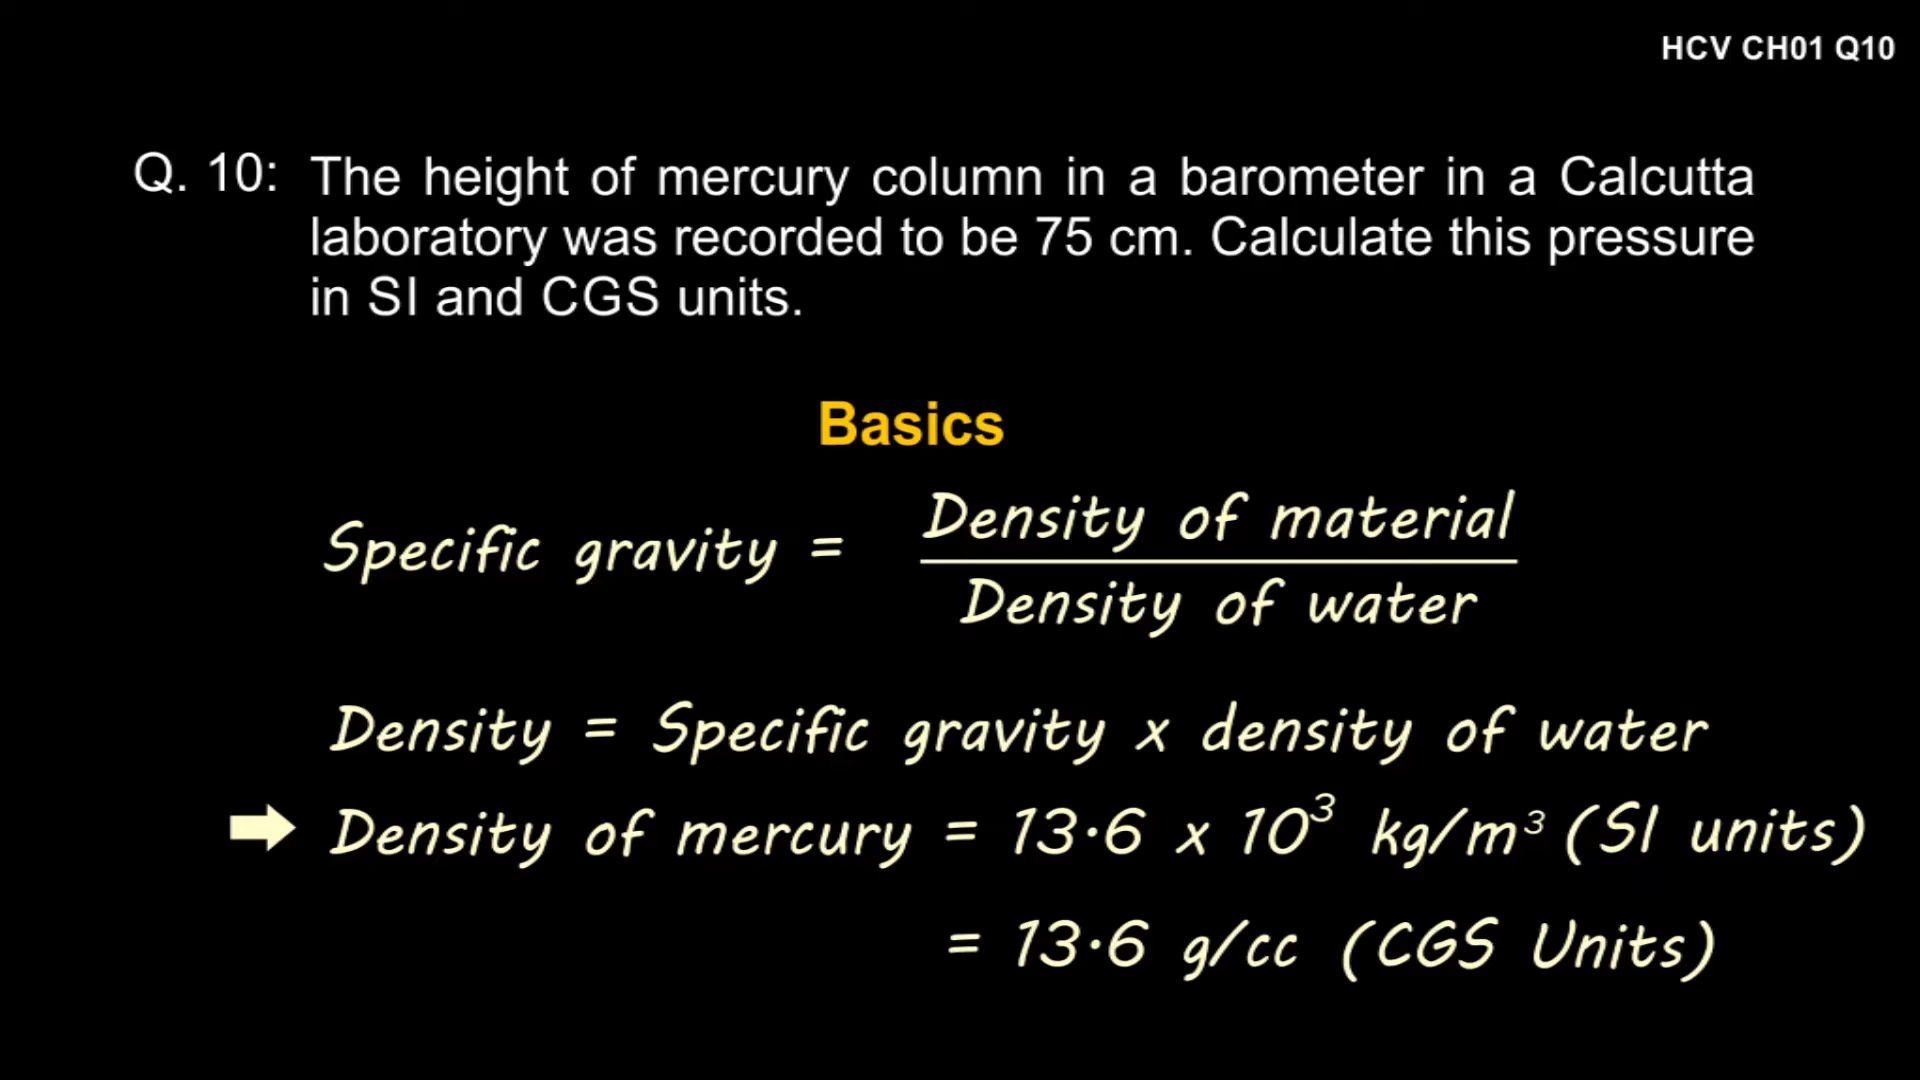 HCV CH01 Q10
Q. 10: The height of mercury column in a barometer in a Calcutta
laboratory was recorded to be 75 cm. Calculate this pressure
in SI and CGS units.
Basics
Specific gravity = Density of material
Density of water
Density = Specific gravity x density of water
Density of mercury = 13·6 x 10³ kg/m³ (SI units)
= 13·6 g/cc (CGS Units)